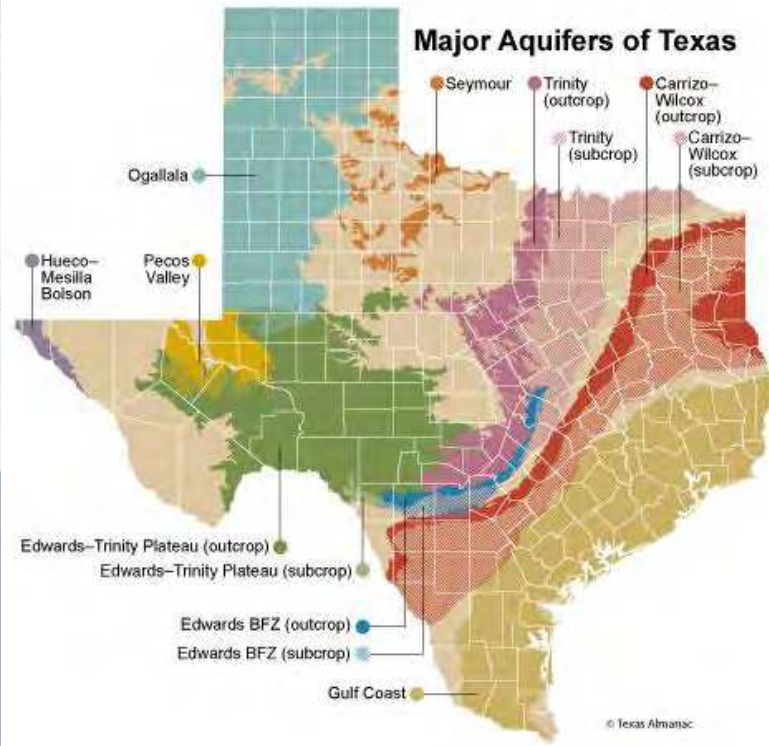 Major Aquifers of Texas
Seymour
Trinity
(outcrop)
Carrizo–
Wilcox
(outcrop)
Trinity
(subcrop)
Carrizo–
Wilcox
(subcrop)
Ogallala
Hueco–
Mesilla
Bolson
Pecos
Valley
Edwards–Trinity Plateau (outcrop)
Edwards–Trinity Plateau (subcrop)
Edwards BFZ (outcrop)
Edwards BFZ (subcrop)
Gulf Coast
© Texas Almanac